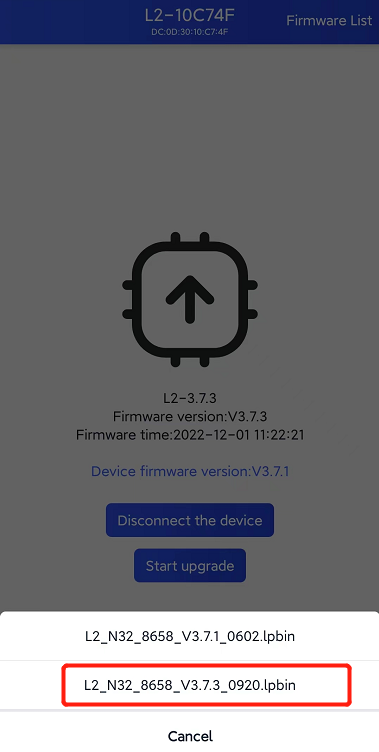 L2-10C74F
Firmware List
DC:0D:30:10:C7:4F
L2-3.7.3
Firmware version:V3.7.3
Firmware time:2022-12-01 11:22:21
Device firmware version:V3.7.1
Disconnect the device
Start upgrade
L2_N32_8658_V3.7.1_0602.lpbin
L2_N32_8658_V3.7.3_0920.lpbin
Cancel